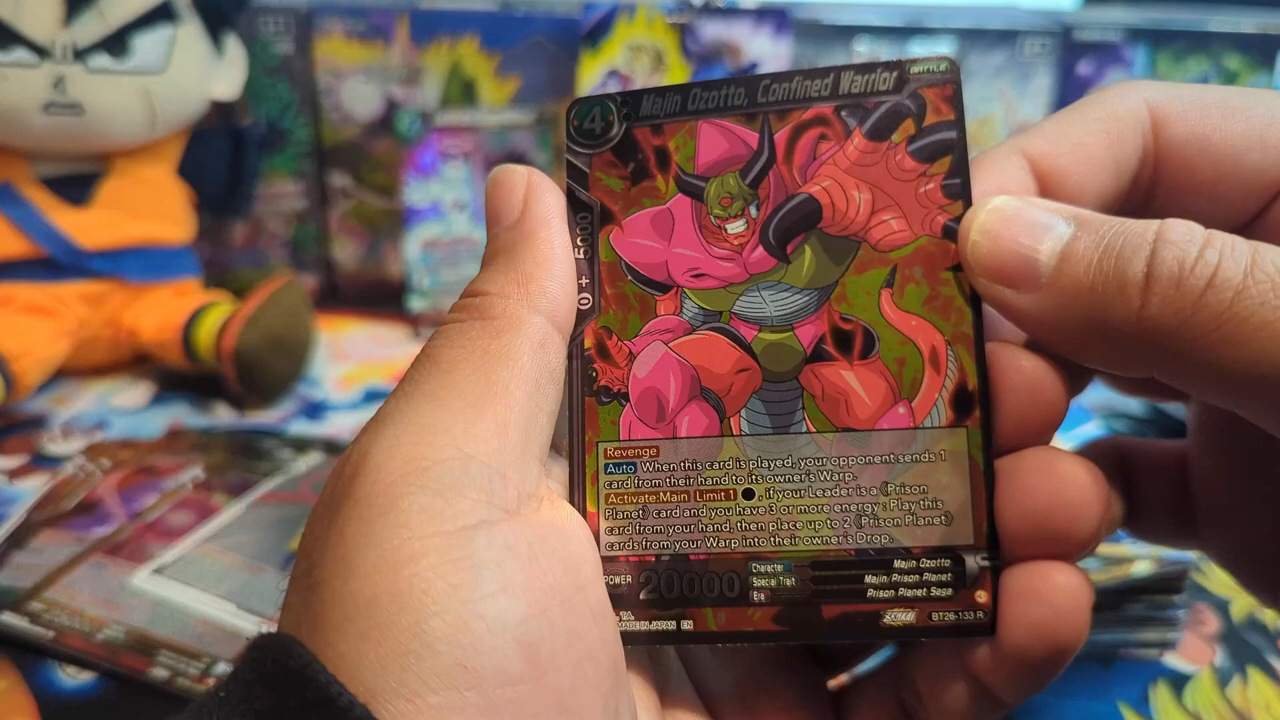 BATTLE
4 Majin Ozotto, Confined Warrior
0 + 5000
Revenge
Auto When this card is played, your opponent sends 1
card from their hand to its owner's Warp.
Activate:Main Limit 1 , if your Leader is a 《Prison
Planet》 card and you have 3 or more energy : Play this
card from your hand, then place up to 2 《Prison Planet》
cards from your Warp into their owner's Drop.
POWER 20000
Character Majin Ozotto
Special Trait Majin/Prison Planet
Era Prison Planet Saga
T.A.
MADE IN JAPAN EN
ZENKAI
BT26-133 R